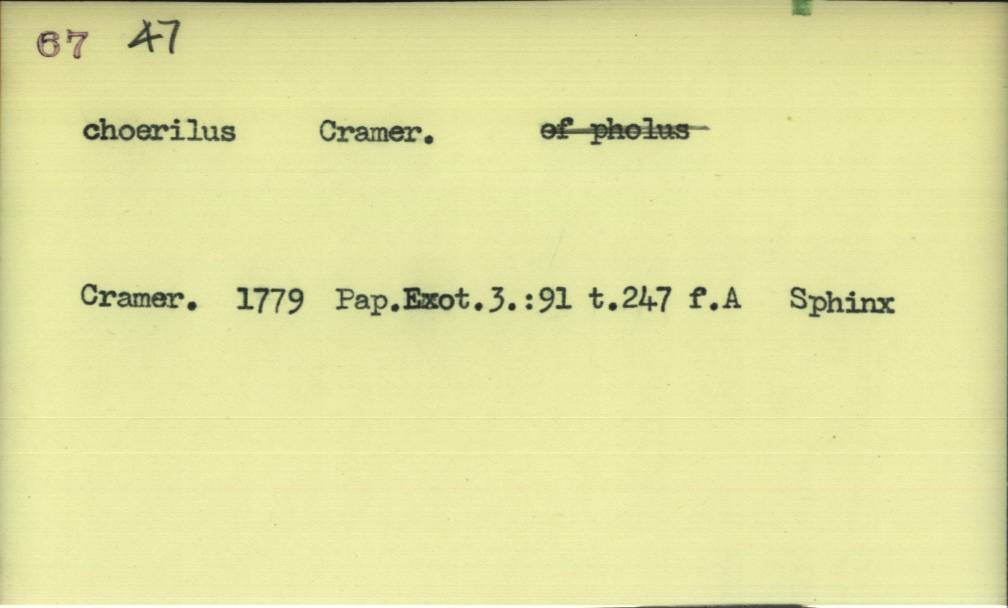 67 47
choerilus Cramer. of pholus
Cramer. 1779 Pap.Exot.3.:91 t.247 f.A Sphinx